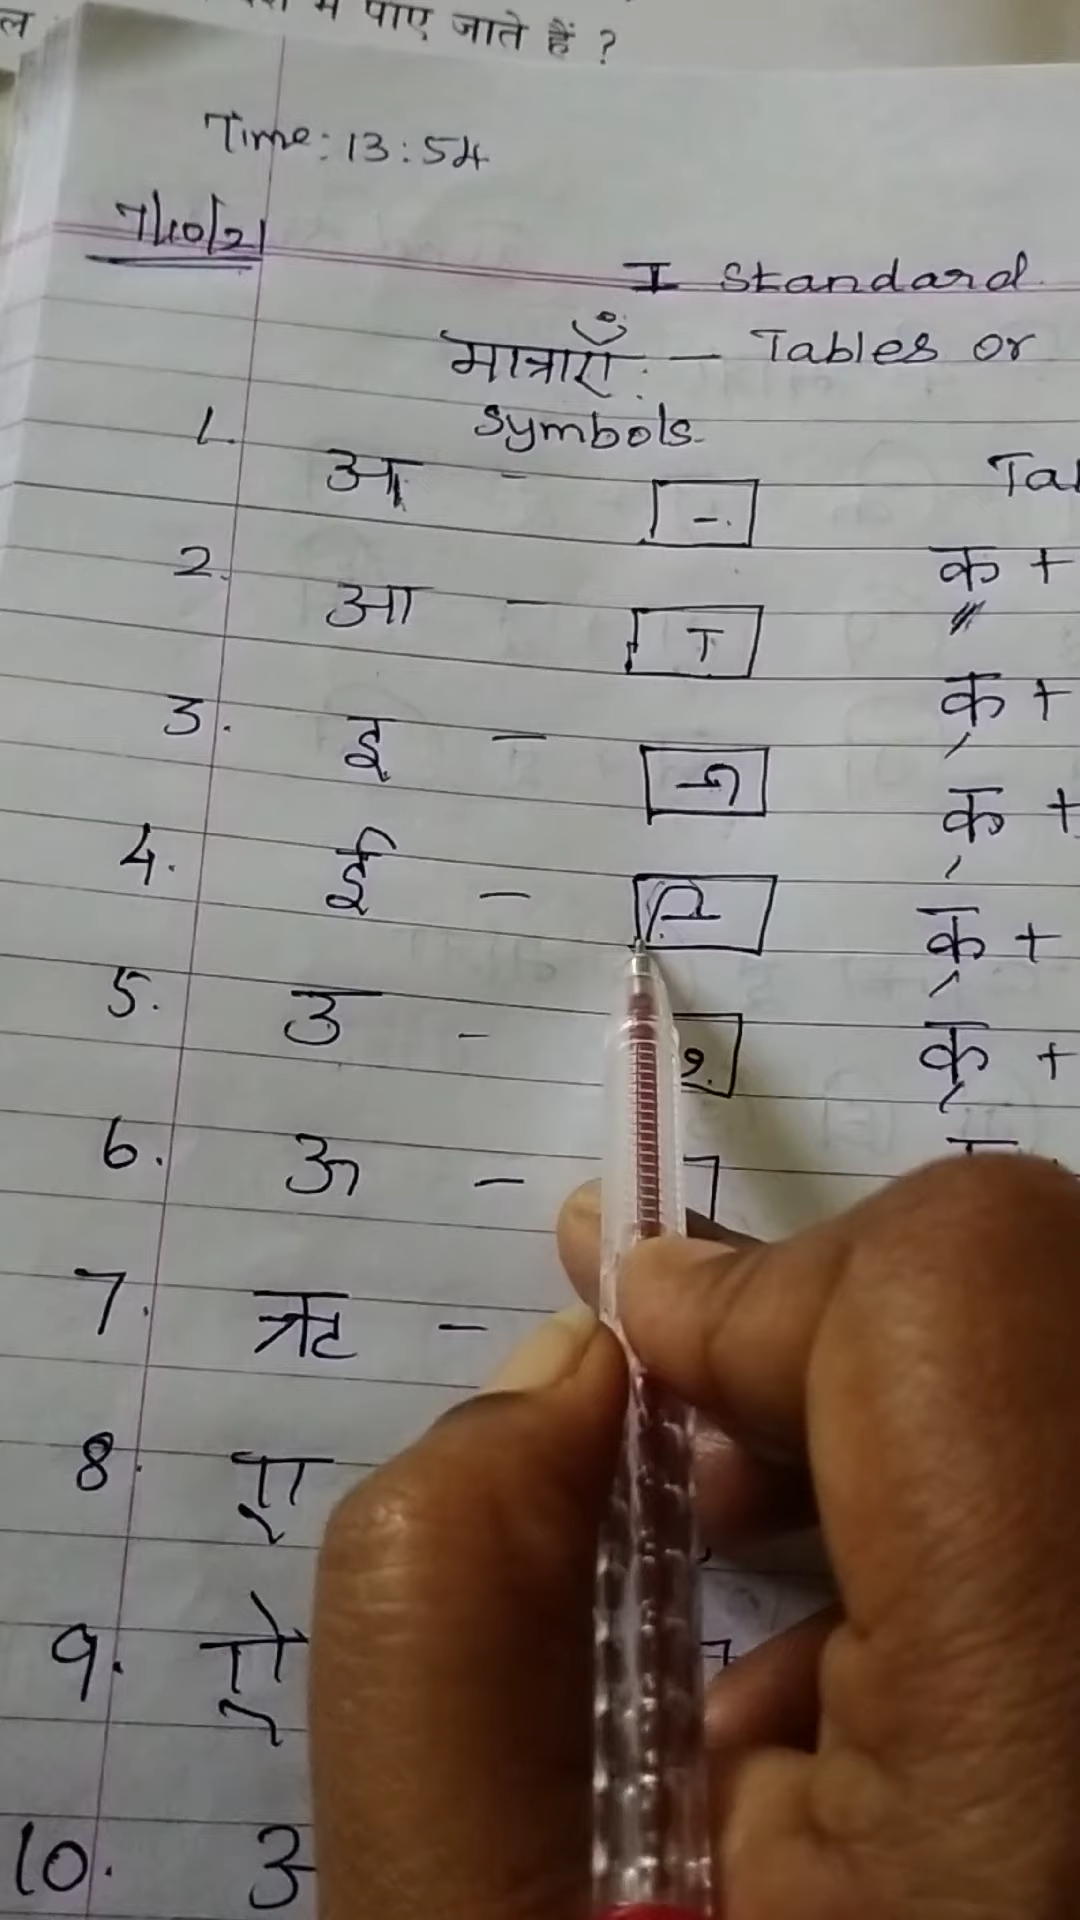 में पाए जाते हैं ?
Time: 13:54
7/10/21
I Standard
मात्राएँ — Tables or
Symbols.
1. अ - -
2. आ - ा
क +
3. इ -
क +
4. ई -
क +
5. उ - ु
क +
6. ऊ -
क +
7. ऋ -
8. ए
9. ऐ
10.